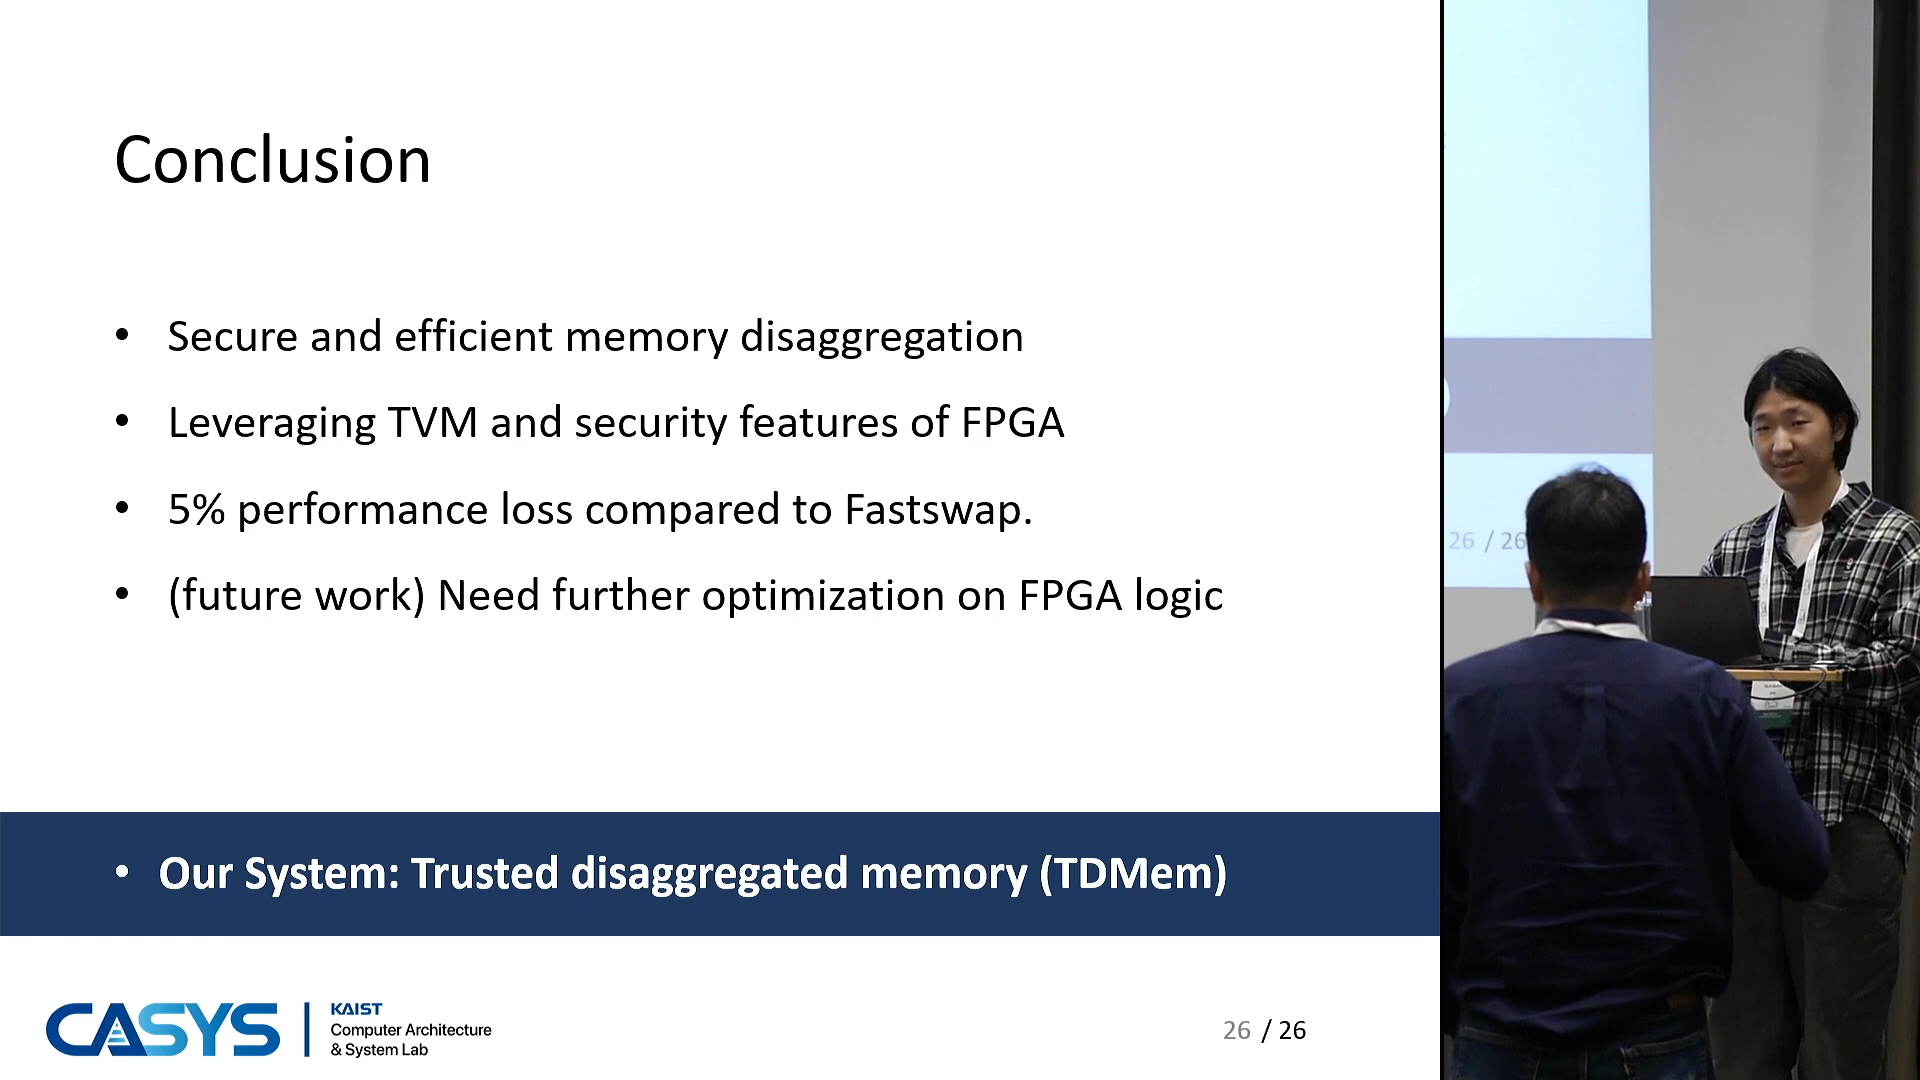 Conclusion
• Secure and efficient memory disaggregation
• Leveraging TVM and security features of FPGA
• 5% performance loss compared to Fastswap.
• (future work) Need further optimization on FPGA logic
• Our System: Trusted disaggregated memory (TDMem)
CASYS
KAIST
Computer Architecture
& System Lab
26 / 26
26 / 26